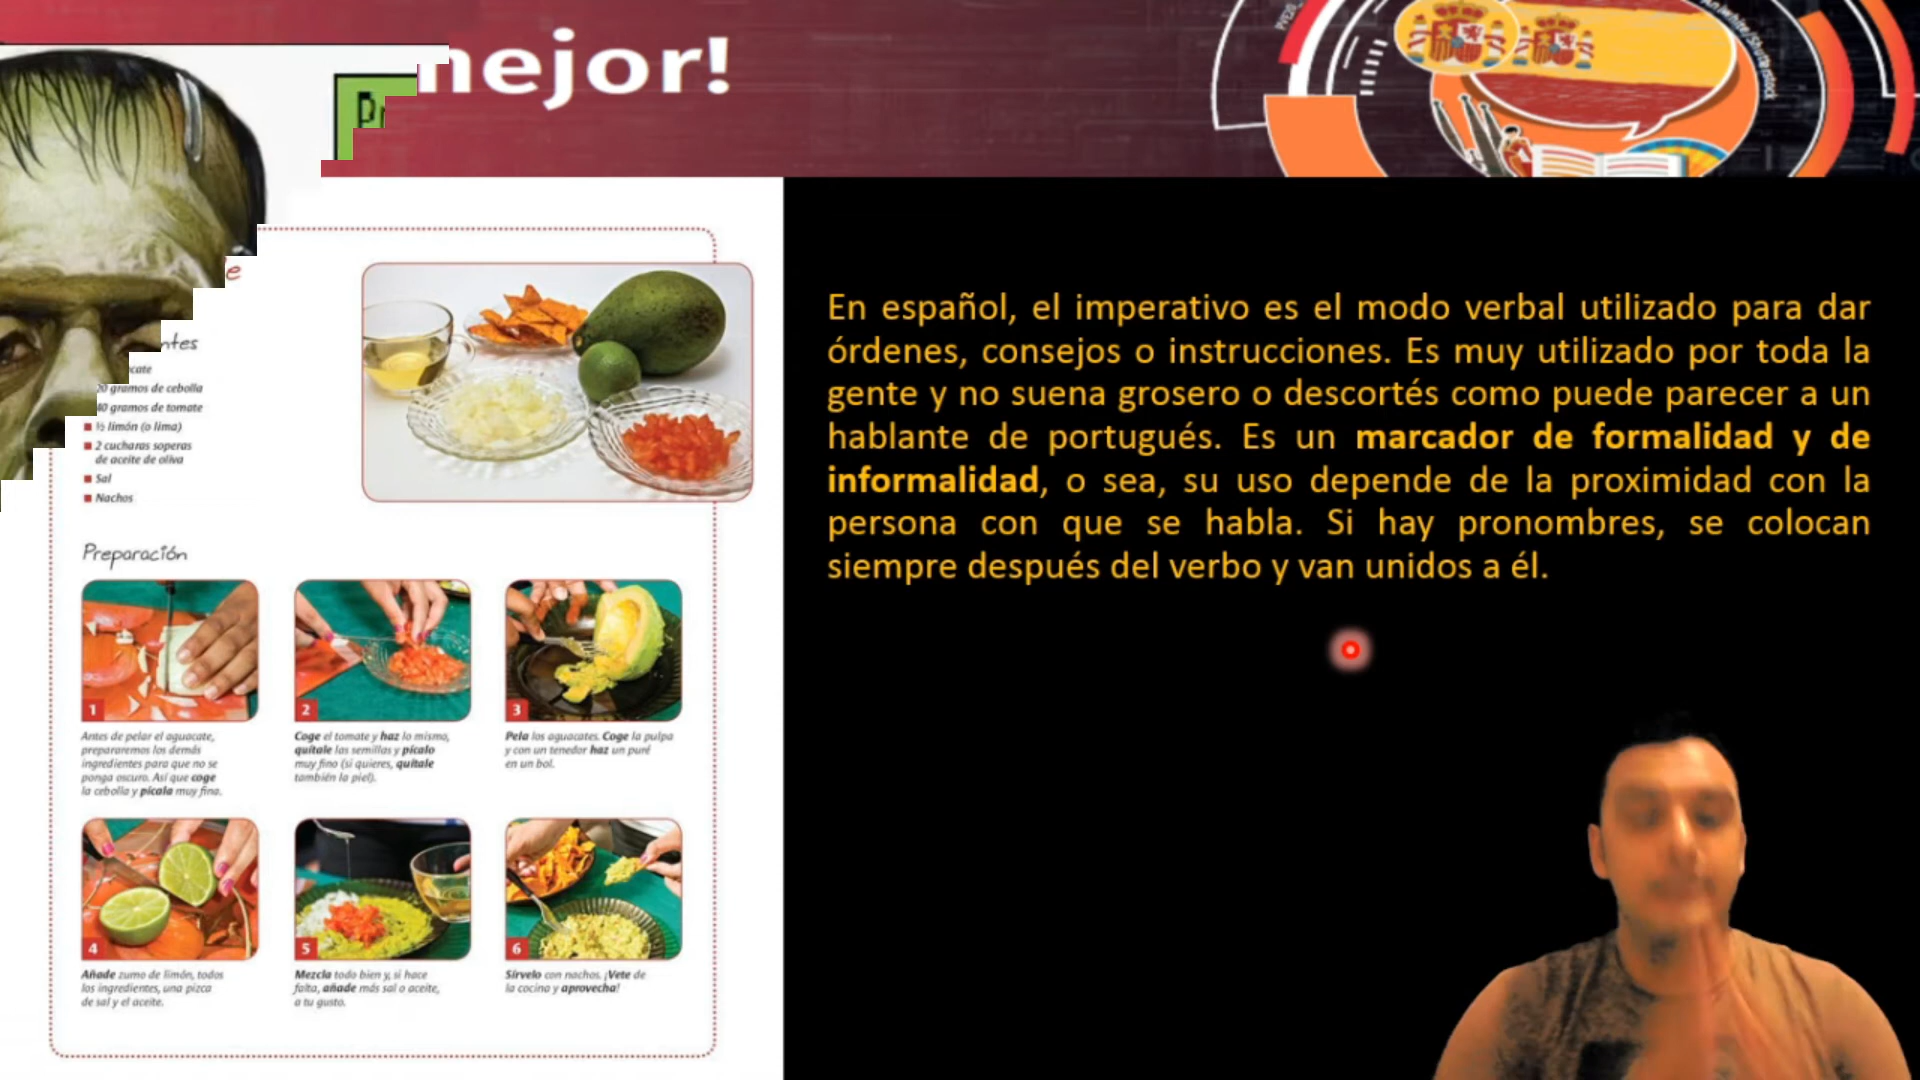 nejor!
En español, el imperativo es el modo verbal utilizado para dar
órdenes, consejos o instrucciones. Es muy utilizado por toda la
gente y no suena grosero o descortés como puede parecer a un
hablante de portugués. Es un marcador de formalidad y de
informalidad, o sea, su uso depende de la proximidad con la
persona con que se habla. Si hay pronombres, se colocan
siempre después del verbo y van unidos a él.
20 gramos de cebolla
40 gramos de tomate
½ limón (o lima)
2 cucharas soperas
de aceite de oliva
Sal
Nachos
Preparación
1
Antes de pelar el aguacate,
prepararemos los demás
ingredientes para que no se
ponga oscuro. Así que coge
la cebolla y pícala muy fina.
2
Coge el tomate y haz lo mismo,
quítale las semillas y pícalo
muy fino (si quieres, quítale
también la piel).
3
Pela los aguacates. Coge la pulpa
y con un tenedor haz un puré
en un bol.
4
Añade zumo de limón, todos
los ingredientes, una pizca
de sal y el aceite.
5
Mezcla todo bien y, si hace
falta, añade más sal o aceite,
a tu gusto.
6
Sírvelo con nachos. ¡Vete de
la cocina y aprovecha!